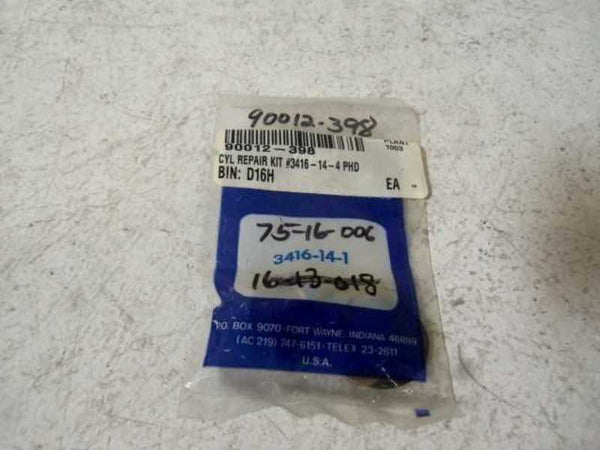 90012-398
PLANT
1003
90012-398
CYL REPAIR KIT #3416-14-4 PHD
BIN: D16H
EA -
75-16-006
3416-14-1
16-13-018
P.O. BOX 9070 · FORT WAYNE, INDIANA 46899
(AC 219) 747-6151 · TELEX 23-2611
U.S.A.